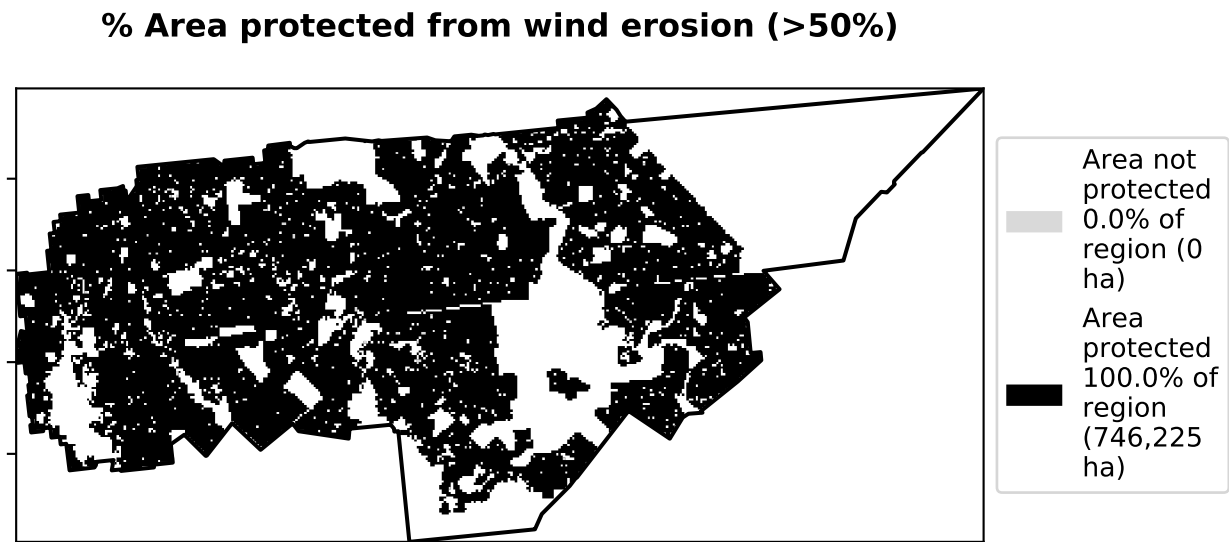 % Area protected from wind erosion (>50%)
Area not
protected
0.0% of
region (0
ha)
Area
protected
100.0% of
region
(746,225
ha)